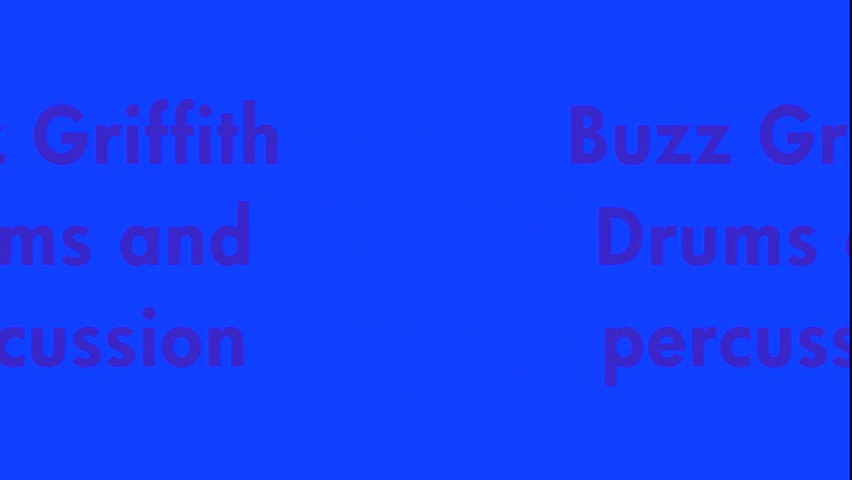 Griffith Buzz Gr
ms and Drums
cussion percuss